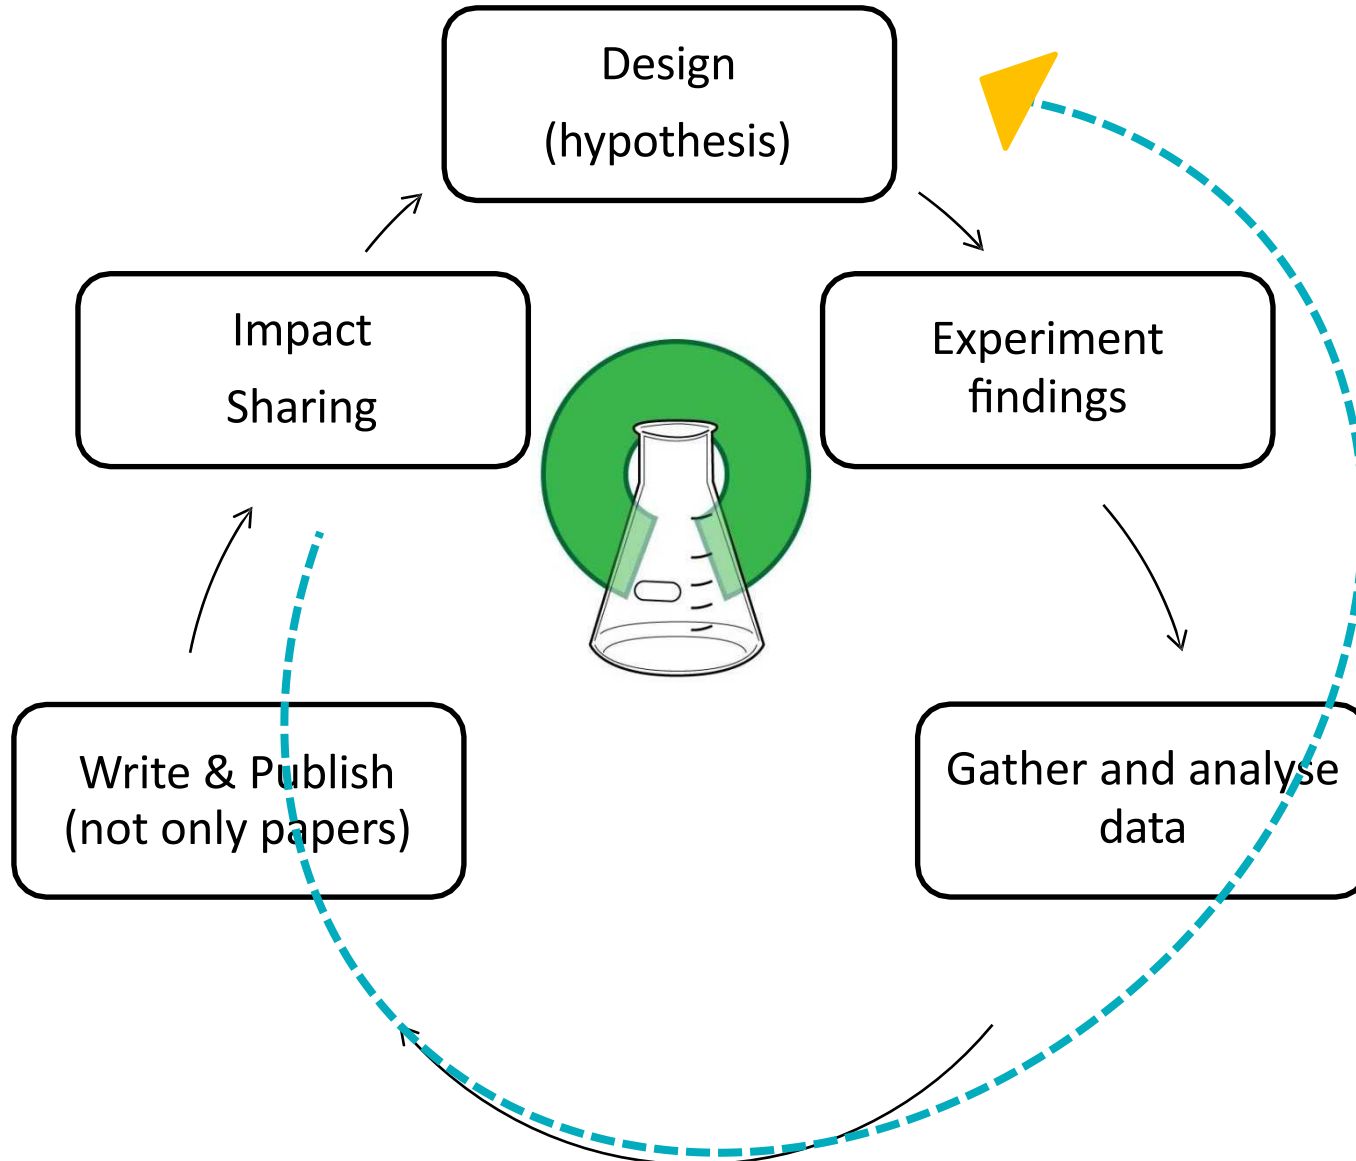 Design
(hypothesis)
Impact
Sharing
Experiment
findings
Write & Publish
(not only papers)
Gather and analyse
data